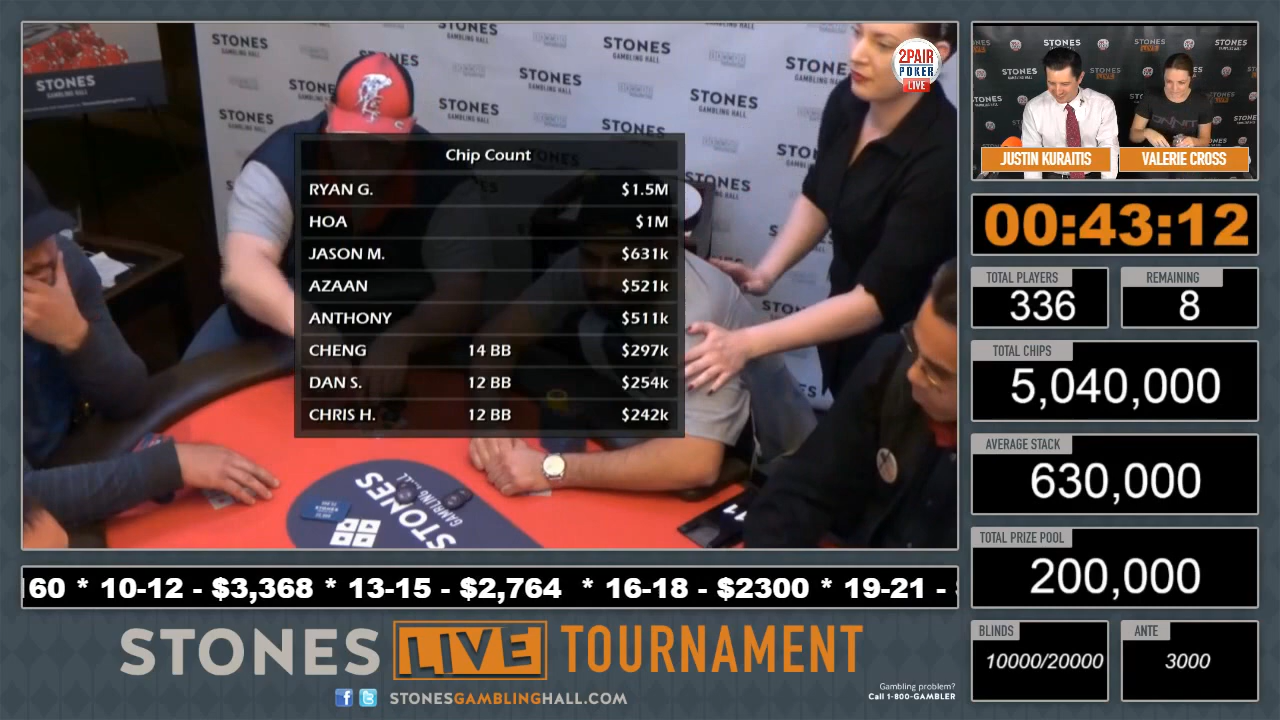 STONES
GAMBLING HALL
2PAIR
POKER
LIVE
Chip Count
RYAN G. $1.5M
HOA $1M
JASON M. $631k
AZAAN $521k
ANTHONY $511k
CHENG 14 BB $297k
DAN S. 12 BB $254k
CHRIS H. 12 BB $242k
STONES
GAMBLING HALL
JUSTIN KURAITIS
VALERIE CROSS
00:43:12
TOTAL PLAYERS
336
REMAINING
8
TOTAL CHIPS
5,040,000
AVERAGE STACK
630,000
TOTAL PRIZE POOL
200,000
BLINDS
10000/20000
ANTE
3000
60 * 10-12 - $3,368 * 13-15 - $2,764 * 16-18 - $2300 * 19-21 -
STONES LIVE TOURNAMENT
STONESGAMBLINGHALL.COM
Gambling problem?
Call 1-800-GAMBLER